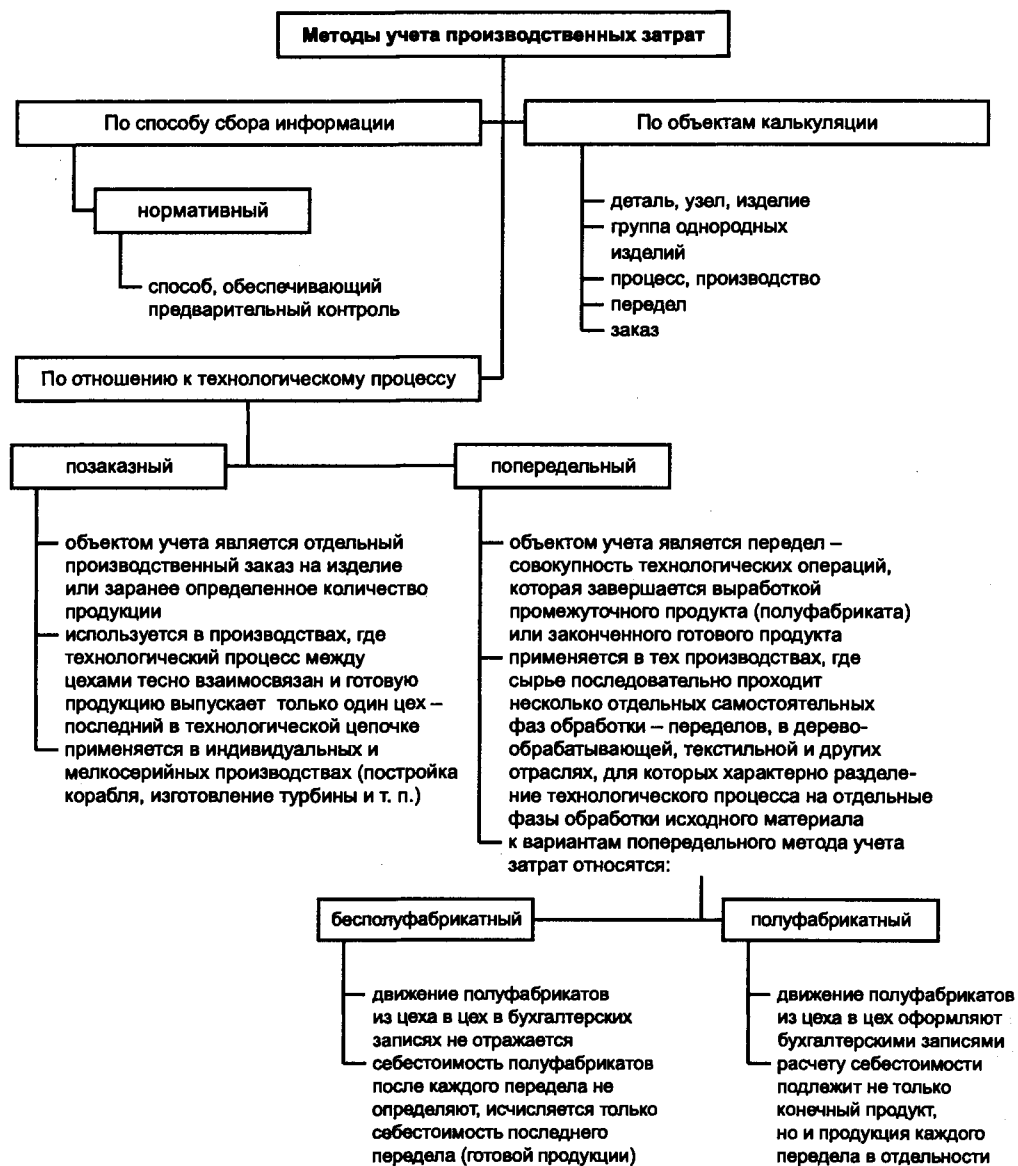 Методы учета производственных затрат
По способу сбора информации
По объектам калькуляции
нормативный
способ, обеспечивающий
предварительный контроль
деталь, узел, изделие
группа однородных
изделий
процесс, производство
передел
заказ
По отношению к технологическому процессу
позаказный
попередельный
объектом учета является отдельный
производственный заказ на изделие
или заранее определенное количество
продукции
используется в производствах, где
технологический процесс между
цехами тесно взаимосвязан и готовую
продукцию выпускает только один цех –
последний в технологической цепочке
применяется в индивидуальных и
мелкосерийных производствах (постройка
корабля, изготовление турбины и т. п.)
объектом учета является передел –
совокупность технологических операций,
которая завершается выработкой
промежуточного продукта (полуфабриката)
или законченного готового продукта
применяется в тех производствах, где
сырье последовательно проходит
несколько отдельных самостоятельных
фаз обработки – переделов, в дерево-
обрабатывающей, текстильной и других
отраслях, для которых характерно разделе-
ние технологического процесса на отдельные
фазы обработки исходного материала
к вариантам попередельного метода учета
затрат относятся:
бесполуфабрикатный
полуфабрикатный
движение полуфабрикатов
из цеха в цех в бухгалтерских
записях не отражается
себестоимость полуфабрикатов
после каждого передела не
определяют, исчисляется только
себестоимость последнего
передела (готовой продукции)
движение полуфабрикатов
из цеха в цех оформляют
бухгалтерскими записями
расчету себестоимости
подлежит не только
конечный продукт,
но и продукция каждого
передела в отдельности